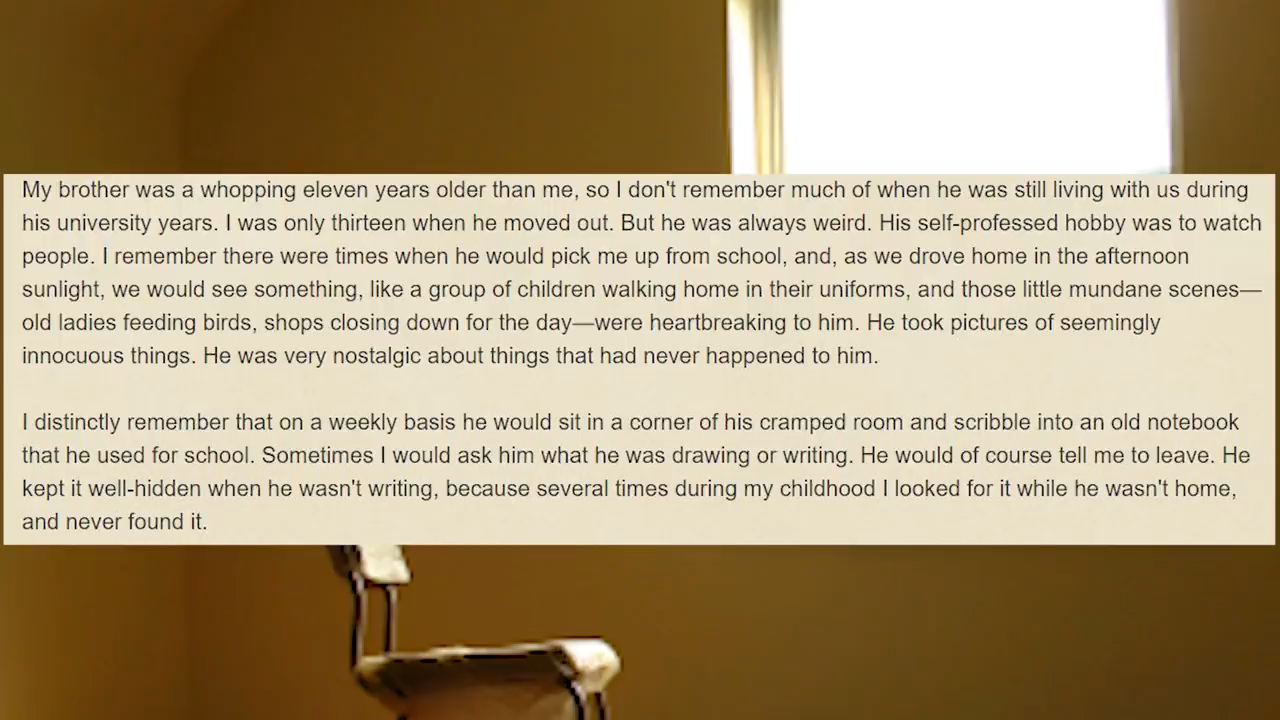 My brother was a whopping eleven years older than me, so I don't remember much of when he was still living with us during
his university years. I was only thirteen when he moved out. But he was always weird. His self-professed hobby was to watch
people. I remember there were times when he would pick me up from school, and, as we drove home in the afternoon
sunlight, we would see something, like a group of children walking home in their uniforms, and those little mundane scenes—
old ladies feeding birds, shops closing down for the day—were heartbreaking to him. He took pictures of seemingly
innocuous things. He was very nostalgic about things that had never happened to him.
I distinctly remember that on a weekly basis he would sit in a corner of his cramped room and scribble into an old notebook
that he used for school. Sometimes I would ask him what he was drawing or writing. He would of course tell me to leave. He
kept it well-hidden when he wasn't writing, because several times during my childhood I looked for it while he wasn't home,
and never found it.